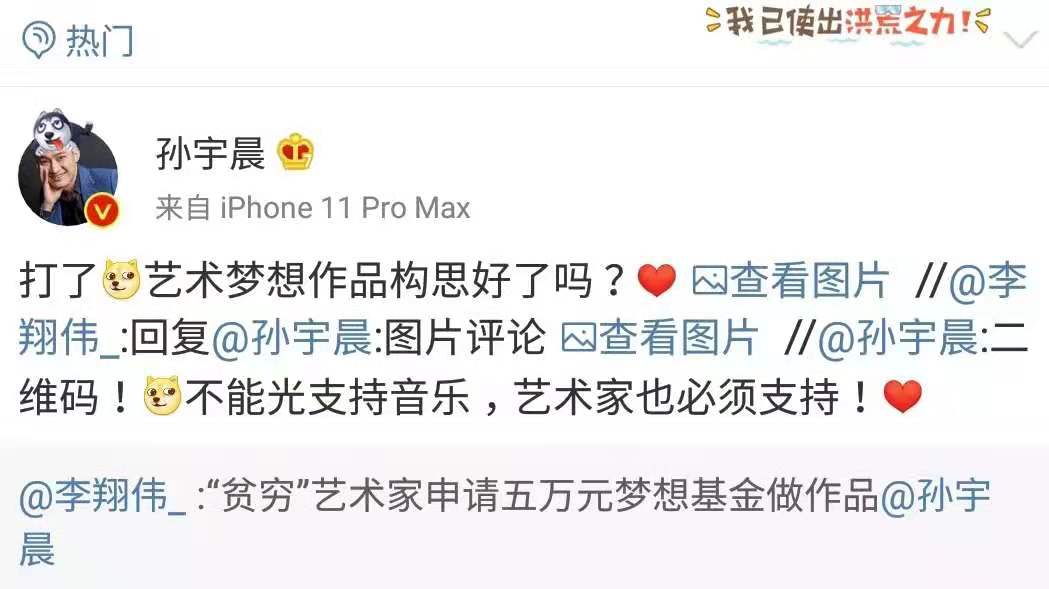 热门
我已使出洪荒之力!
孙宇晨
来自 iPhone 11 Pro Max
打了艺术梦想作品构思好了吗？ 查看图片 //@李
翔伟_:回复@孙宇晨:图片评论 查看图片 //@孙宇晨:二
维码！不能光支持音乐，艺术家也必须支持！
@李翔伟_ :“贫穷”艺术家申请五万元梦想基金做作品@孙宇
晨